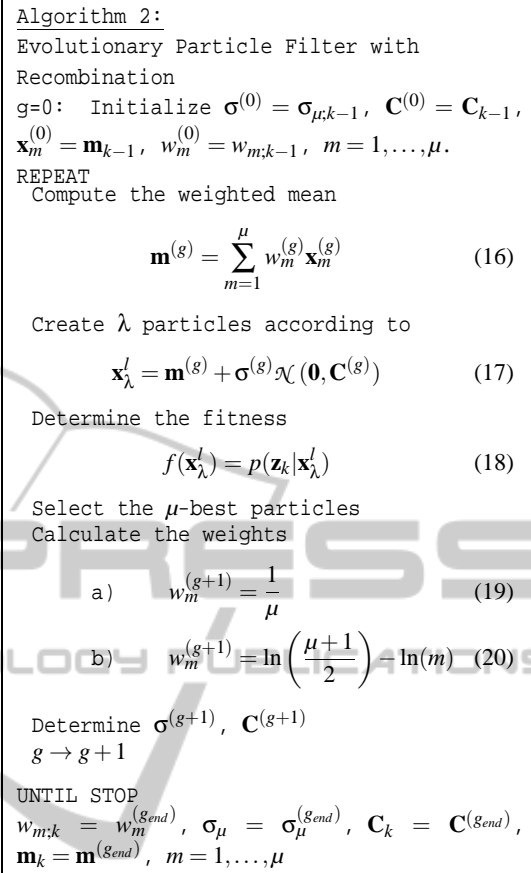 Algorithm 2:
Evolutionary Particle Filter with
Recombination
g=0: Initialize σ^(0) = σ_{μ;k−1}, C^(0) = C_{k−1},
x_m^(0) = m_{k−1}, w_m^(0) = w_{m;k−1}, m = 1,...,μ.
REPEAT
Compute the weighted mean
m^(g) = ∑_{m=1}^{μ} w_m^(g) x_m^(g) (16)
Create λ particles according to
x_λ^l = m^(g) + σ^(g) 𝒩(0, C^(g)) (17)
Determine the fitness
f(x_λ^l) = p(z_k|x_λ^l) (18)
Select the μ-best particles
Calculate the weights
a) w_m^(g+1) = 1/μ (19)
b) w_m^(g+1) = ln((μ+1)/2) − ln(m) (20)
Determine σ^(g+1), C^(g+1)
g → g+1
UNTIL STOP
w_{m;k} = w_m^(g_end), σ_μ = σ_μ^(g_end), C_k = C^(g_end),
m_k = m^(g_end), m = 1,...,μ